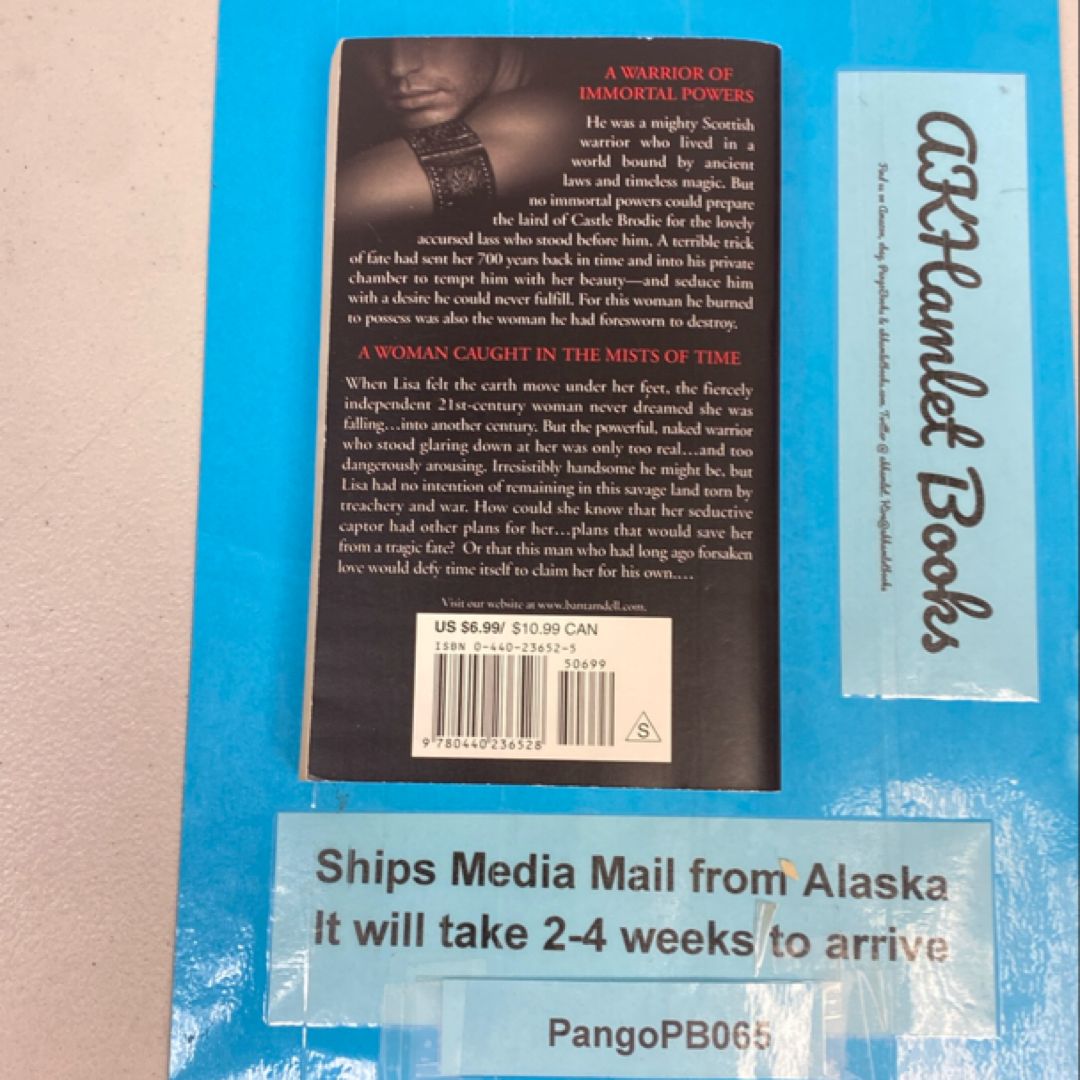 A WARRIOR OF
IMMORTAL POWERS
He was a mighty Scottish
warrior who lived in a
world bound by ancient
laws and timeless magic. But
no immortal powers could prepare
the laird of Castle Brodie for the lovely
accursed lass who stood before him. A terrible trick
of fate had sent her 700 years back in time and into his private
chamber to tempt him with her beauty—and seduce him
with a desire he could never fulfill. For this woman he burned
to possess was also the woman he had foresworn to destroy.
A WOMAN CAUGHT IN THE MISTS OF TIME
When Lisa felt the earth move under her feet, the fiercely
independent 21st-century woman never dreamed she was
falling...into another century. But the powerful, naked warrior
who stood glaring down at her was only too real...and too
dangerously arousing. Irresistibly handsome he might be, but
Lisa had no intention of remaining in this savage land torn by
treachery and war. How could she know that her seductive
captor had other plans for her...plans that would save her
from a tragic fate? Or that this man who had long ago forsaken
love would defy time itself to claim her for his own....
Visit our website at www.bantamdell.com.
US $6.99/ $10.99 CAN
ISBN 0-440-23652-5
50699
9 780440 236528
S
AKHamlet Books
Find us on
Ships Media Mail from Alaska
It will take 2-4 weeks to arrive
PangoPB065